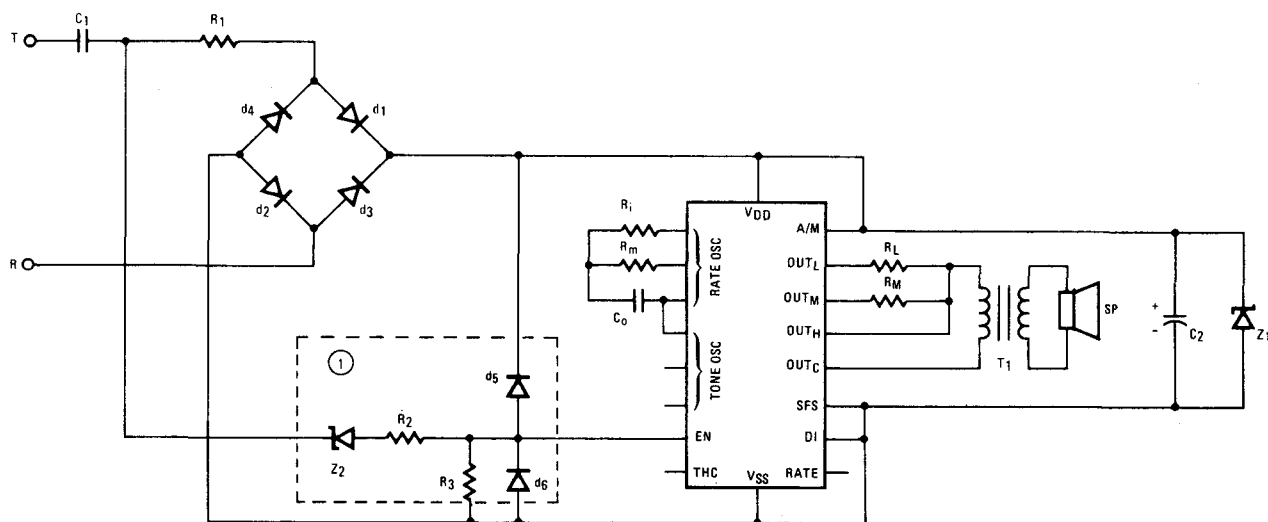 C1
R1
T
d4
d1
d2
d3
R
VDD
Ri
Rm
Co
RATE OSC
TONE OSC
A/M
OUTL
OUTM
OUTH
OUTC
SFS
DI
RATE
EN
THC
VSS
RL
RM
T1
SP
+
-
C2
1
d5
R2
Z2
R3
d6